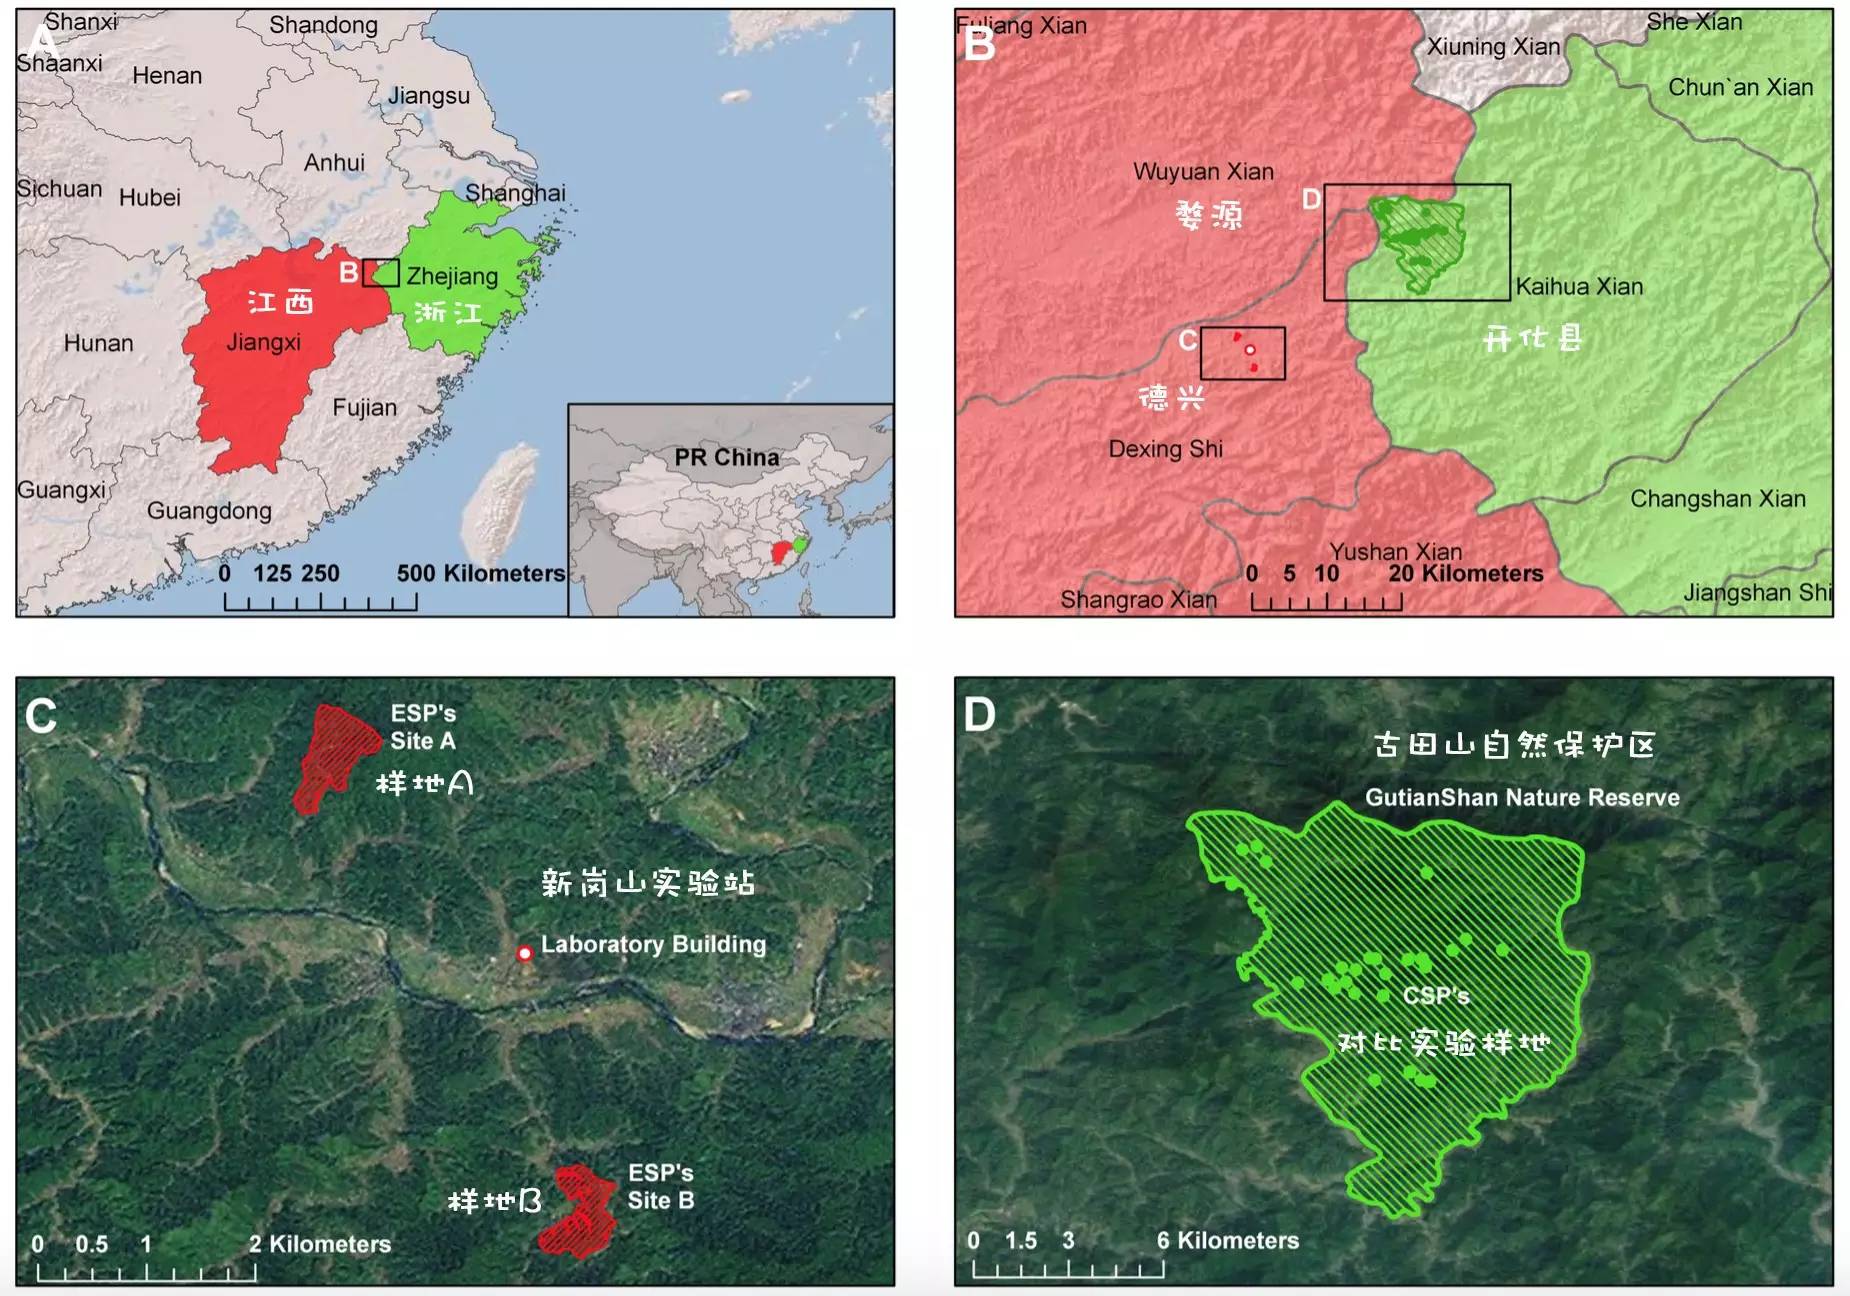 A
Shanxi
Shandong
Shaanxi
Henan
Jiangsu
Anhui
Sichuan
Hubei
Shanghai
B
Zhejiang
江西
浙江
Hunan
Jiangxi
Fujian
PR China
Guangxi
Guangdong
0 125 250 500 Kilometers
B
Fuliang Xian
She Xian
Xiuning Xian
Chun`an Xian
Wuyuan Xian
D
婺源
Kaihua Xian
C
开化县
德兴
Dexing Shi
Changshan Xian
Yushan Xian
0 5 10 20 Kilometers
Shangrao Xian
Jiangshan Shi
C
ESP's
Site A
样地A
新岗山实验站
Laboratory Building
ESP's
Site B
样地B
0 0.5 1 2 Kilometers
D
古田山自然保护区
GutianShan Nature Reserve
CSP's
对比实验样地
0 1.5 3 6 Kilometers